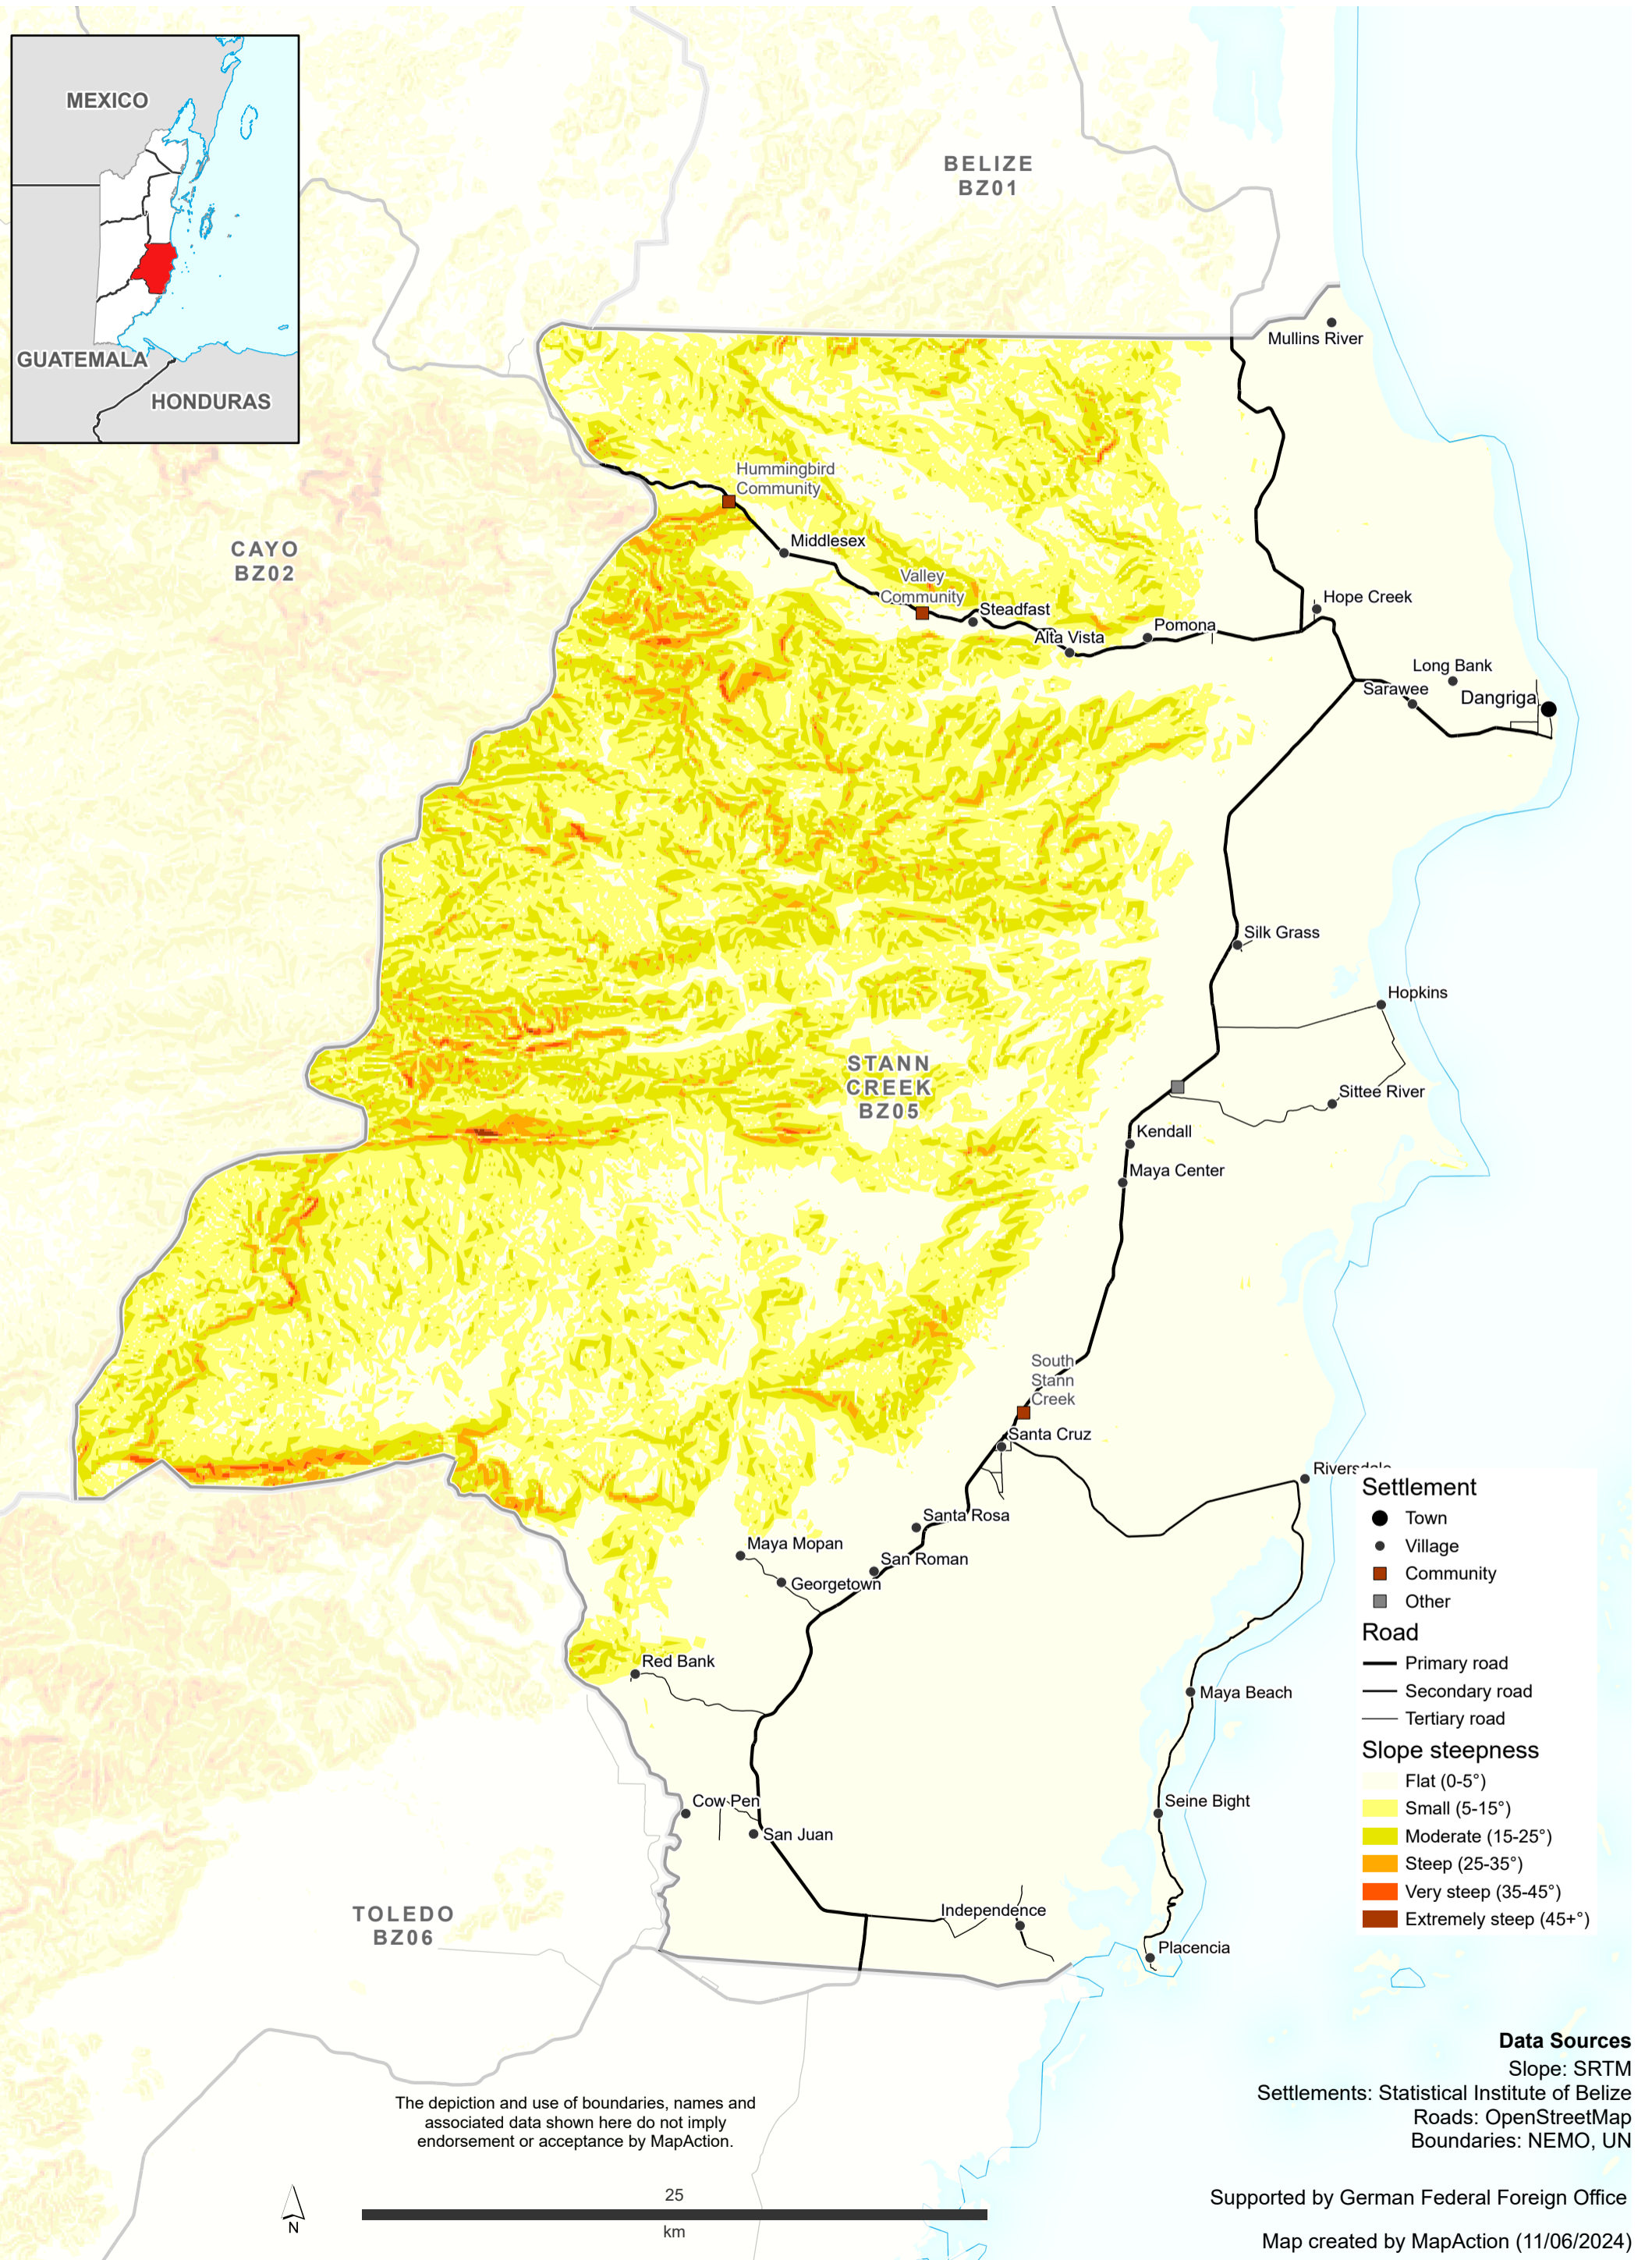 MEXICO
GUATEMALA
HONDURAS
BELIZE
BZ01
Mullins River
Hummingbird
Community
CAYO
BZ02
Middlesex
Valley
Community
Steadfast
Hope Creek
Alta Vista
Pomona
Long Bank
Sarawee
Dangriga
Silk Grass
Hopkins
STANN
CREEK
BZ05
Sittee River
Kendall
Maya Center
South
Stann
Creek
Santa Cruz
Riversdale
Santa Rosa
Maya Mopan
San Roman
Georgetown
Red Bank
Maya Beach
Cow Pen
San Juan
Seine Bight
Independence
Placencia
TOLEDO
BZ06
Settlement
Town
Village
Community
Other
Road
Primary road
Secondary road
Tertiary road
Slope steepness
Flat (0-5°)
Small (5-15°)
Moderate (15-25°)
Steep (25-35°)
Very steep (35-45°)
Extremely steep (45+°)
Data Sources
Slope: SRTM
Settlements: Statistical Institute of Belize
Roads: OpenStreetMap
Boundaries: NEMO, UN
The depiction and use of boundaries, names and
associated data shown here do not imply
endorsement or acceptance by MapAction.
N
25
km
Supported by German Federal Foreign Office
Map created by MapAction (11/06/2024)